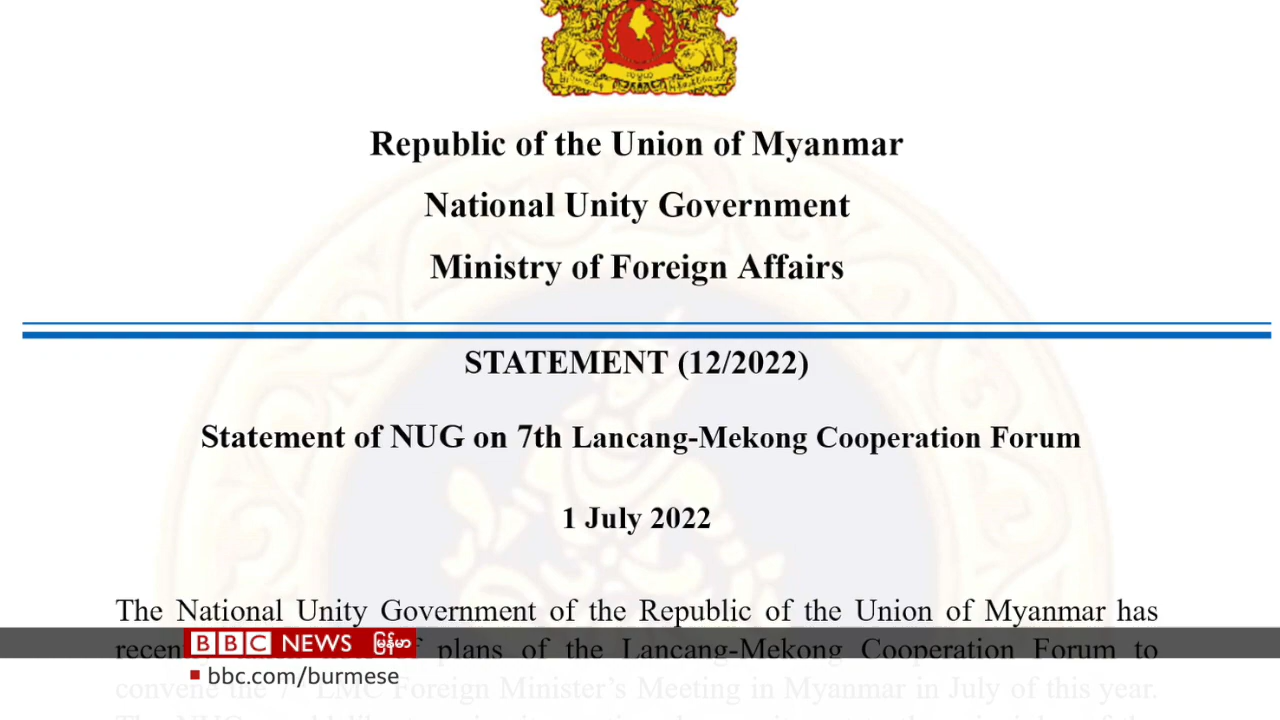 Republic of the Union of Myanmar
National Unity Government
Ministry of Foreign Affairs
STATEMENT (12/2022)
Statement of NUG on 7th Lancang-Mekong Cooperation Forum
1 July 2022
The National Unity Government of the Republic of the Union of Myanmar has
plans of the Lancang-Mekong Cooperation Forum to
BBC NEWS မြန်မာ
convene the 7th LMC Foreign Minister's Meeting in Myanmar in July of this year.
bbc.com/burmese